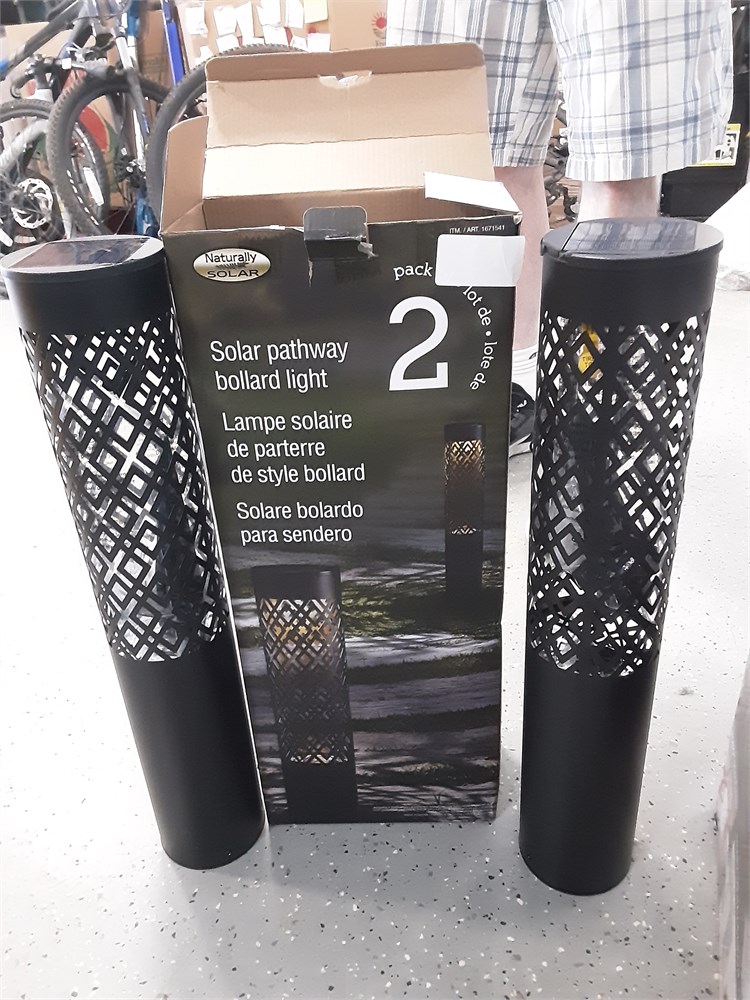 ITM. / ART. 1671541
Naturally
SOLAR
pack
lot de • lote de
2
Solar pathway
bollard light
Lampe solaire
de parterre
de style bollard
Solare bolardo
para sendero